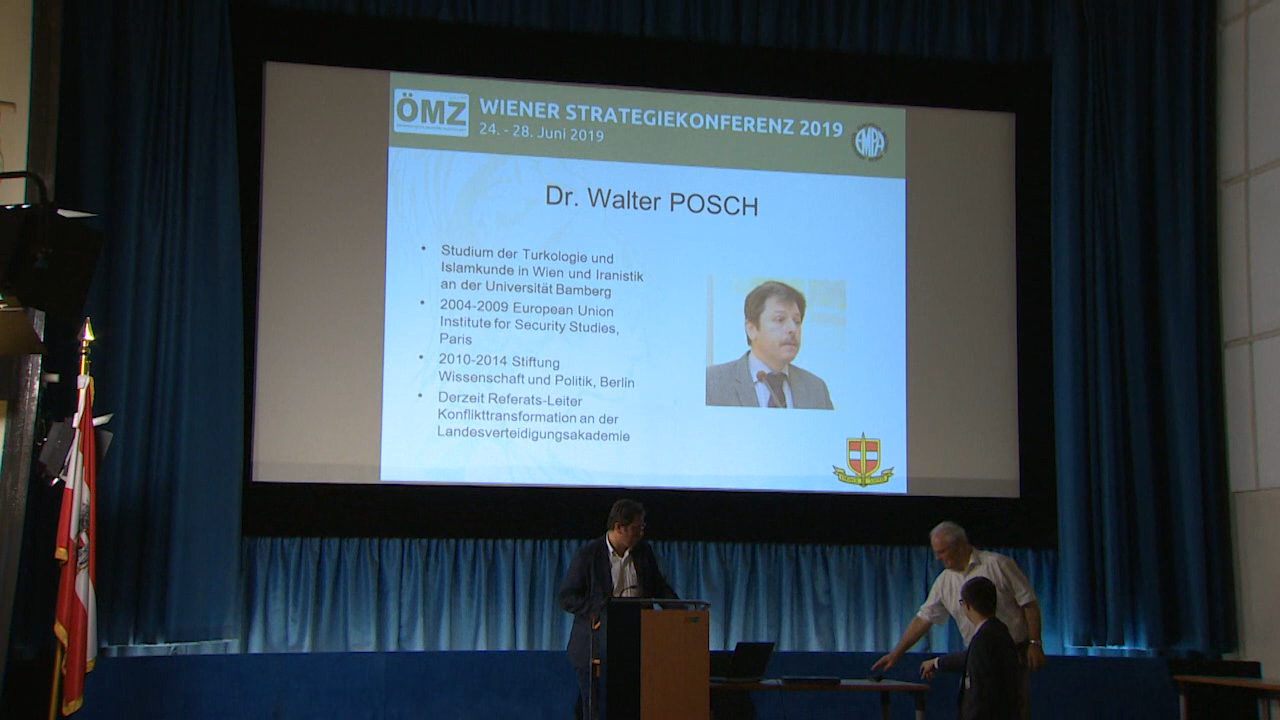 ÖMZ
WIENER STRATEGIEKONFERENZ 2019
24. - 28. Juni 2019
EMPA
Dr. Walter POSCH
• Studium der Turkologie und
Islamkunde in Wien und Iranistik
an der Universität Bamberg
• 2004-2009 European Union
Institute for Security Studies,
Paris
• 2010-2014 Stiftung
Wissenschaft und Politik, Berlin
• Derzeit Referats-Leiter
Konflikttransformation an der
Landesverteidigungsakademie